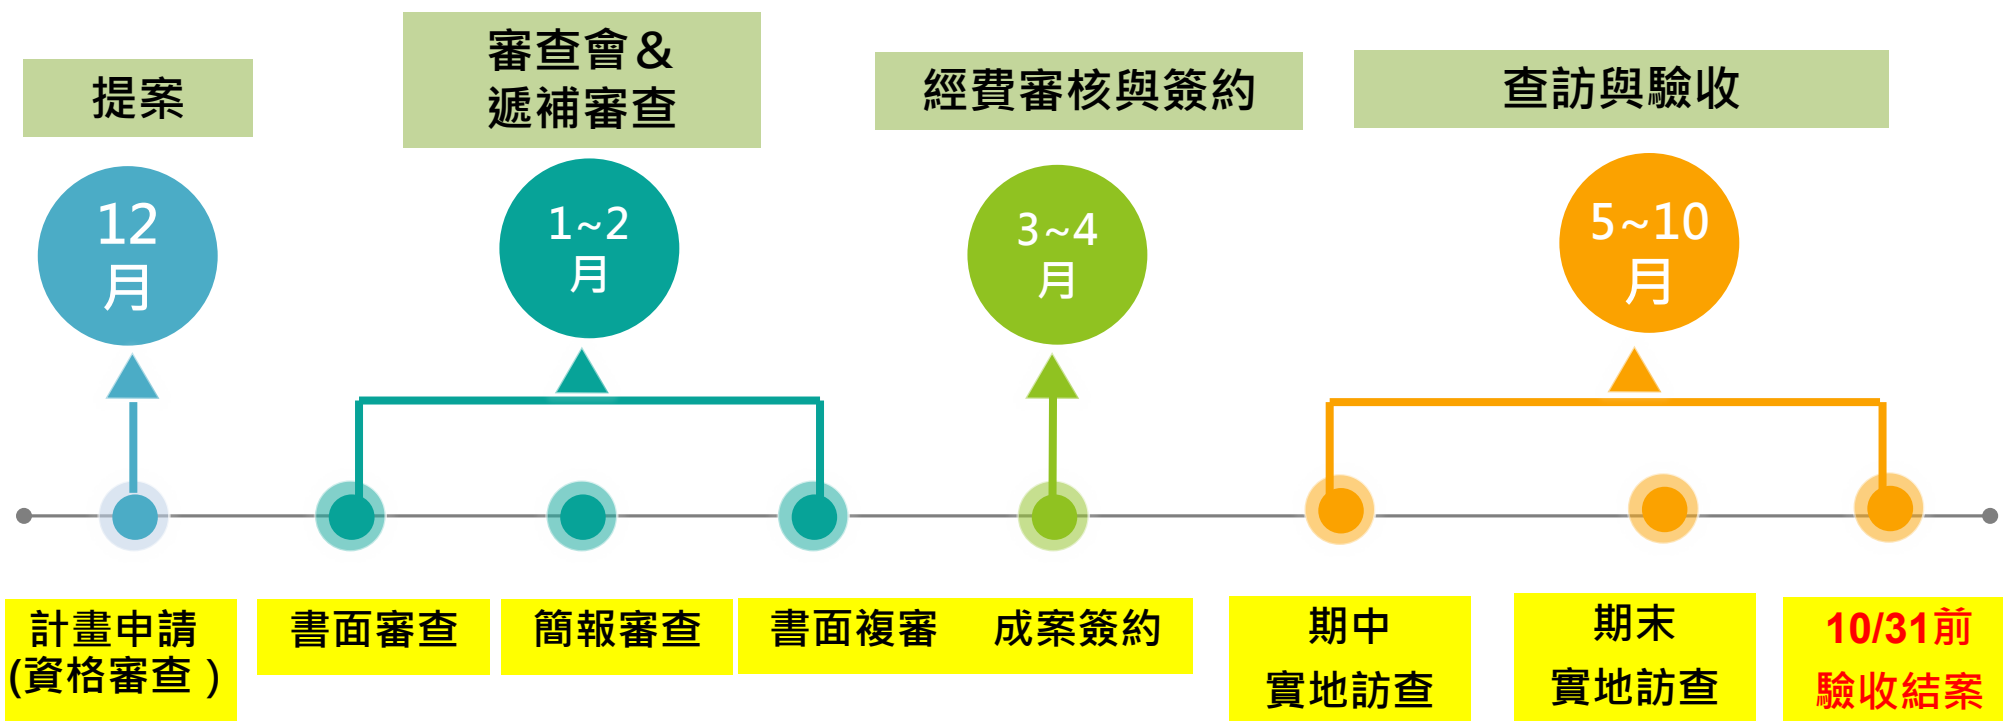 提案
審查會＆
遞補審查
經費審核與簽約
查訪與驗收
12
月
1~2
月
3~4
月
5~10
月
計畫申請
(資格審查 )
書面審查
簡報審查
書面複審
成案簽約
期中
實地訪查
期末
實地訪查
10/31前
驗收結案